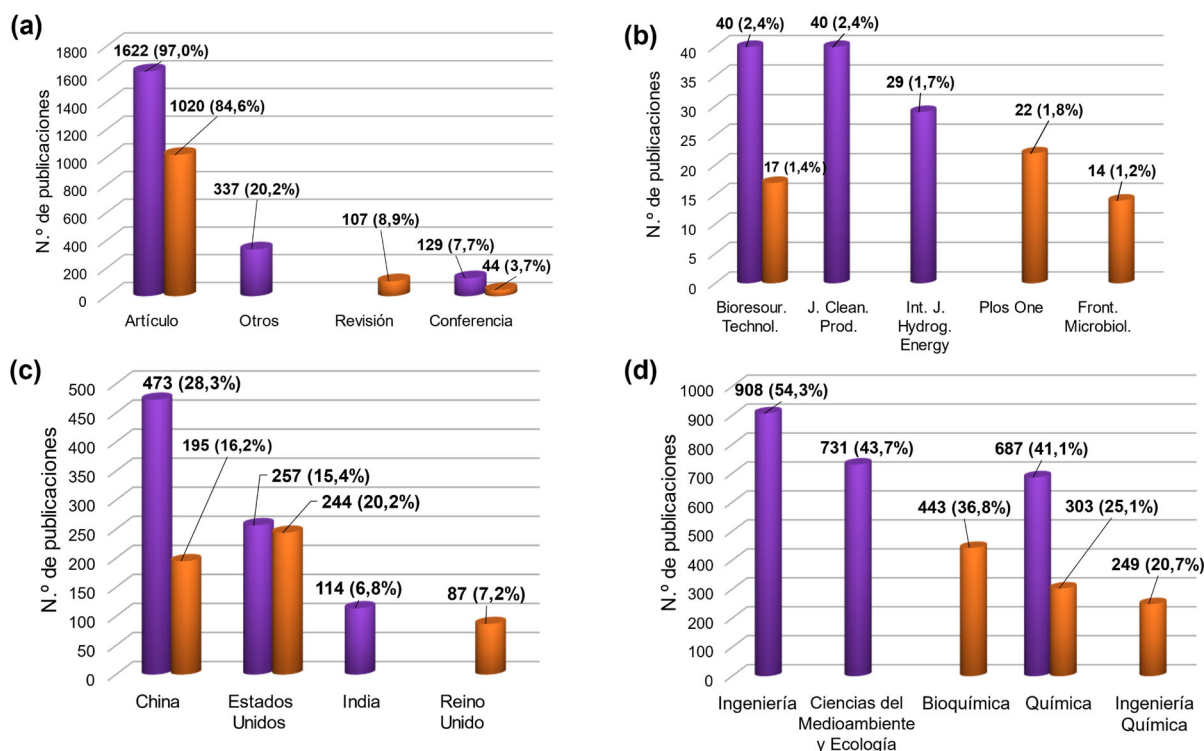 (a)
N.º de publicaciones
1800
1600
1400
1200
1000
800
600
400
200
0
1622 (97,0%)
1020 (84,6%)
337 (20,2%)
107 (8,9%)
129 (7,7%)
44 (3,7%)
Artículo
Otros
Revisión
Conferencia
(b)
N.º de publicaciones
40
35
30
25
20
15
10
5
0
40 (2,4%)
17 (1,4%)
40 (2,4%)
29 (1,7%)
22 (1,8%)
14 (1,2%)
Bioresour.
Technol.
J. Clean.
Prod.
Int. J.
Hydrog.
Energy
Plos One
Front.
Microbiol.
(c)
N.º de publicaciones
500
450
400
350
300
250
200
150
100
50
0
473 (28,3%)
195 (16,2%)
257 (15,4%)
244 (20,2%)
114 (6,8%)
87 (7,2%)
China
Estados
Unidos
India
Reino
Unido
(d)
N.º de publicaciones
1000
900
800
700
600
500
400
300
200
100
0
908 (54,3%)
731 (43,7%)
443 (36,8%)
687 (41,1%)
303 (25,1%)
249 (20,7%)
Ingeniería
Ciencias del
Medioambiente
y Ecología
Bioquímica
Química
Ingeniería
Química